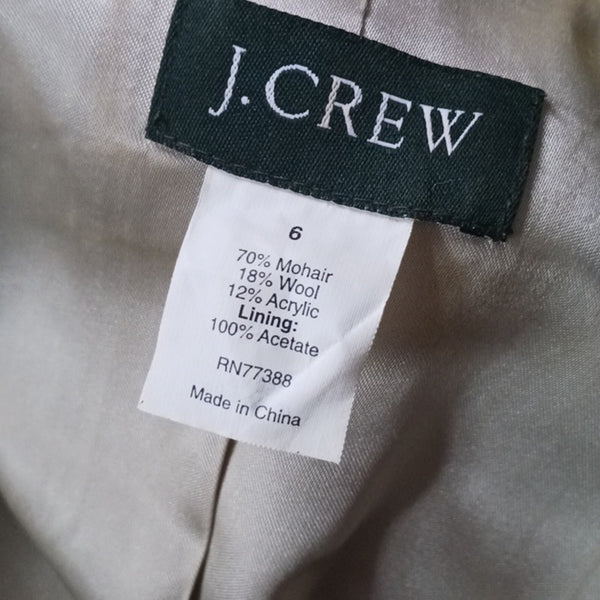 J.CREW
6
70% Mohair
18% Wool
12% Acrylic
Lining:
100% Acetate
RN77388
Made in China